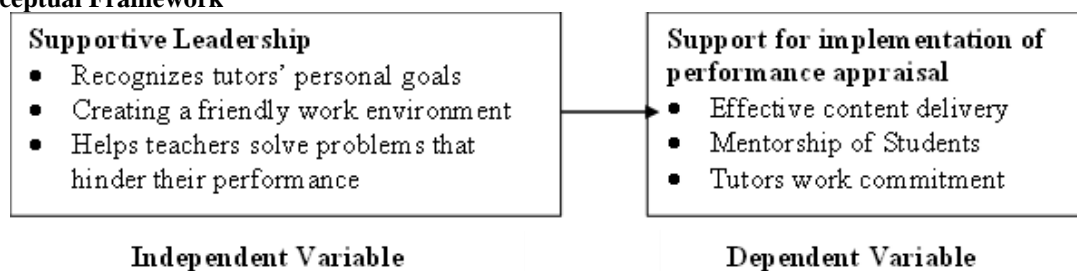 ceptual Framework
Supportive Leadership
● Recognizes tutors' personal goals
● Creating a friendly work environment
● Helps teachers solve problems that
hinder their performance
Support for implementation of
performance appraisal
● Effective content delivery
● Mentorship of Students
● Tutors work commitment
Independent Variable
Dependent Variable